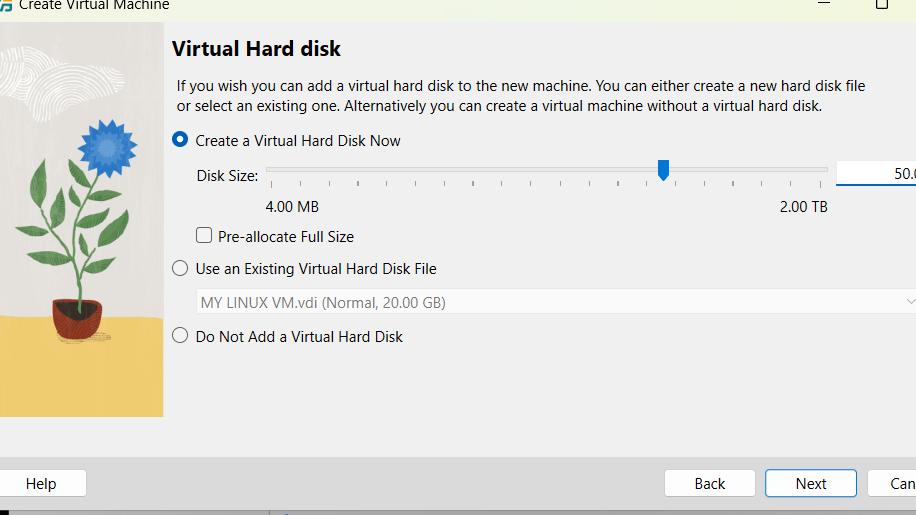 Create Virtual Machine
Virtual Hard disk
If you wish you can add a virtual hard disk to the new machine. You can either create a new hard disk file
or select an existing one. Alternatively you can create a virtual machine without a virtual hard disk.
Create a Virtual Hard Disk Now
Disk Size:
50.0
4.00 MB
2.00 TB
Pre-allocate Full Size
Use an Existing Virtual Hard Disk File
MY LINUX VM.vdi (Normal, 20.00 GB)
Do Not Add a Virtual Hard Disk
Help
Back
Next
Can